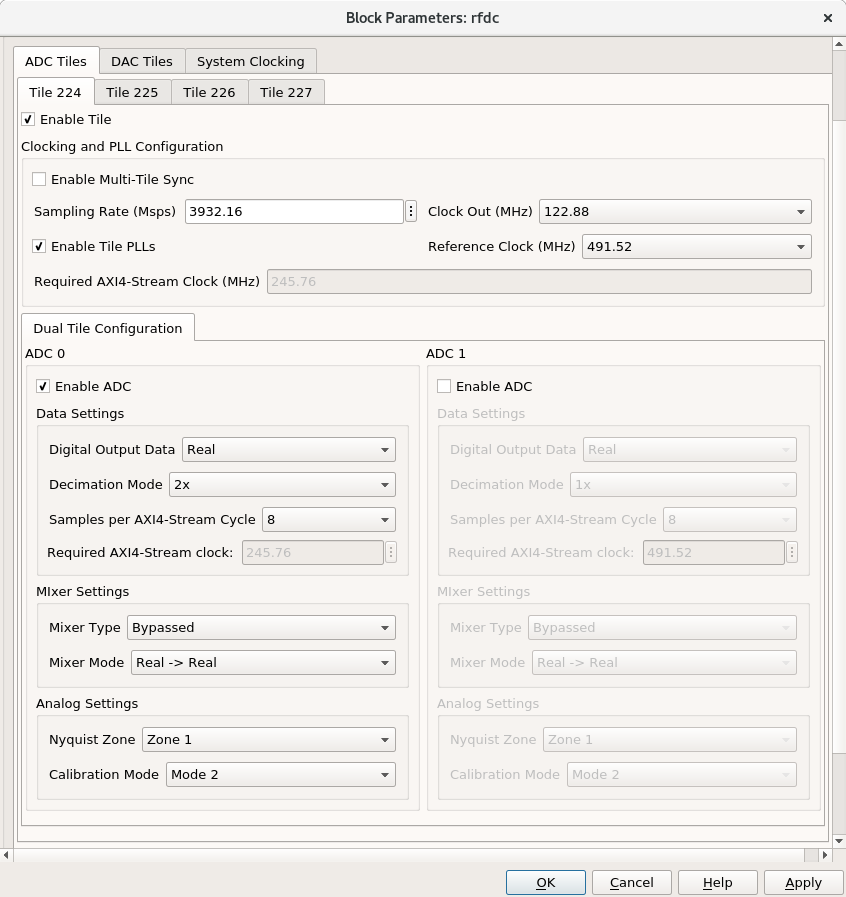 Block Parameters: rfdc
ADC Tiles DAC Tiles System Clocking
Tile 224 Tile 225 Tile 226 Tile 227
Enable Tile
Clocking and PLL Configuration
Enable Multi-Tile Sync
Sampling Rate (Msps) 3932.16 Clock Out (MHz) 122.88
Enable Tile PLLs Reference Clock (MHz) 491.52
Required AXI4-Stream Clock (MHz) 245.76
Dual Tile Configuration
ADC 0 ADC 1
Enable ADC Enable ADC
Data Settings Data Settings
Digital Output Data Real Digital Output Data Real
Decimation Mode 2x Decimation Mode 1x
Samples per AXI4-Stream Cycle 8 Samples per AXI4-Stream Cycle 8
Required AXI4-Stream clock: 245.76 Required AXI4-Stream clock: 491.52
MIxer Settings MIxer Settings
Mixer Type Bypassed Mixer Type Bypassed
Mixer Mode Real -> Real Mixer Mode Real -> Real
Analog Settings Analog Settings
Nyquist Zone Zone 1 Nyquist Zone Zone 1
Calibration Mode Mode 2 Calibration Mode Mode 2
OK Cancel Help Apply